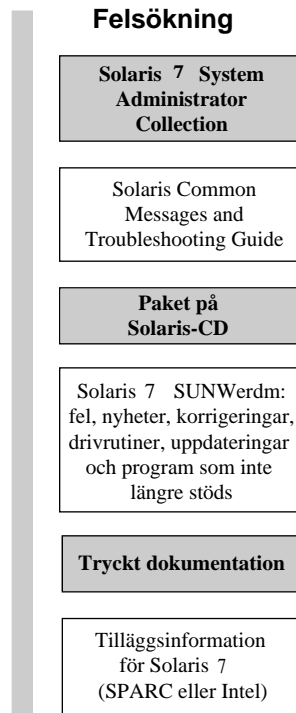 Felsökning
Solaris 7 System
Administrator
Collection
Solaris Common
Messages and
Troubleshooting Guide
Paket på
Solaris-CD
Solaris 7 SUNWerdm:
fel, nyheter, korrigeringar,
drivrutiner, uppdateringar
och program som inte
längre stöds
Tryckt dokumentation
Tilläggsinformation
för Solaris 7
(SPARC eller Intel)